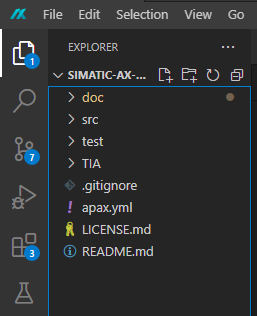 File Edit Selection View Go
EXPLORER
SIMATIC-AX-...
1
doc
src
test
7
TIA
.gitignore
apax.yml
LICENSE.md
3
README.md